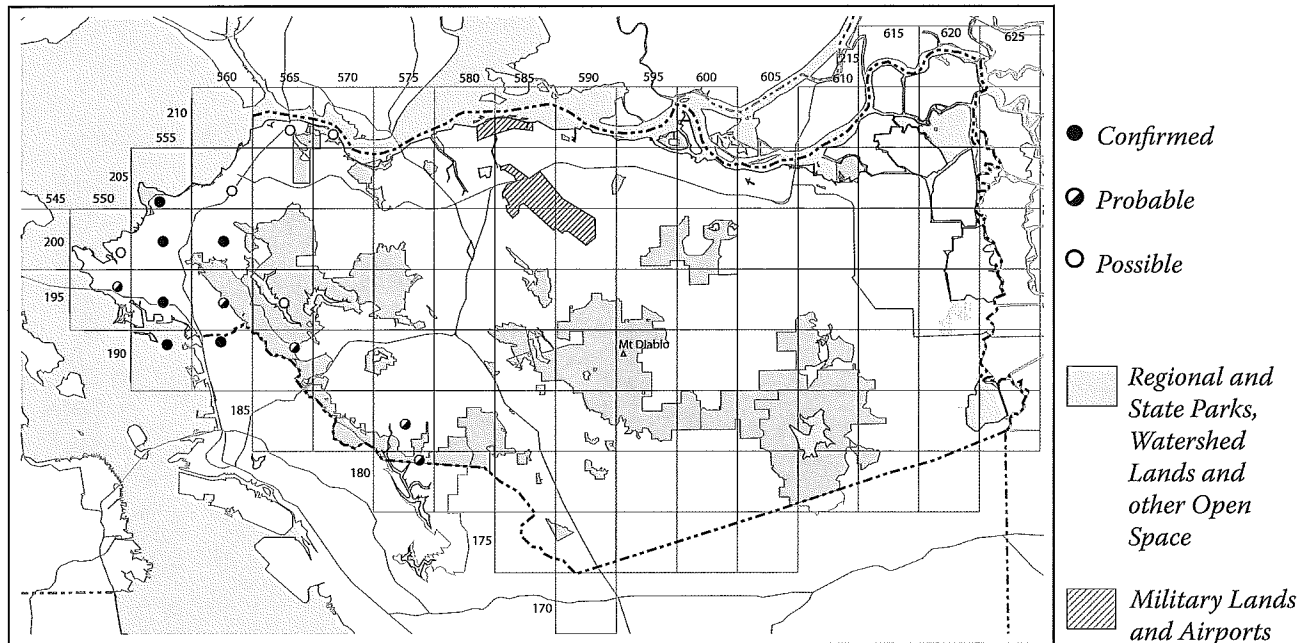 615
620
625
215
560
565
570
575
580
585
590
595
600
605
610
210
555
205
545
550
200
195
190
Mt Diablo
185
180
175
170
Confirmed
Probable
Possible
Regional and
State Parks,
Watershed
Lands and
other Open
Space
Military Lands
and Airports